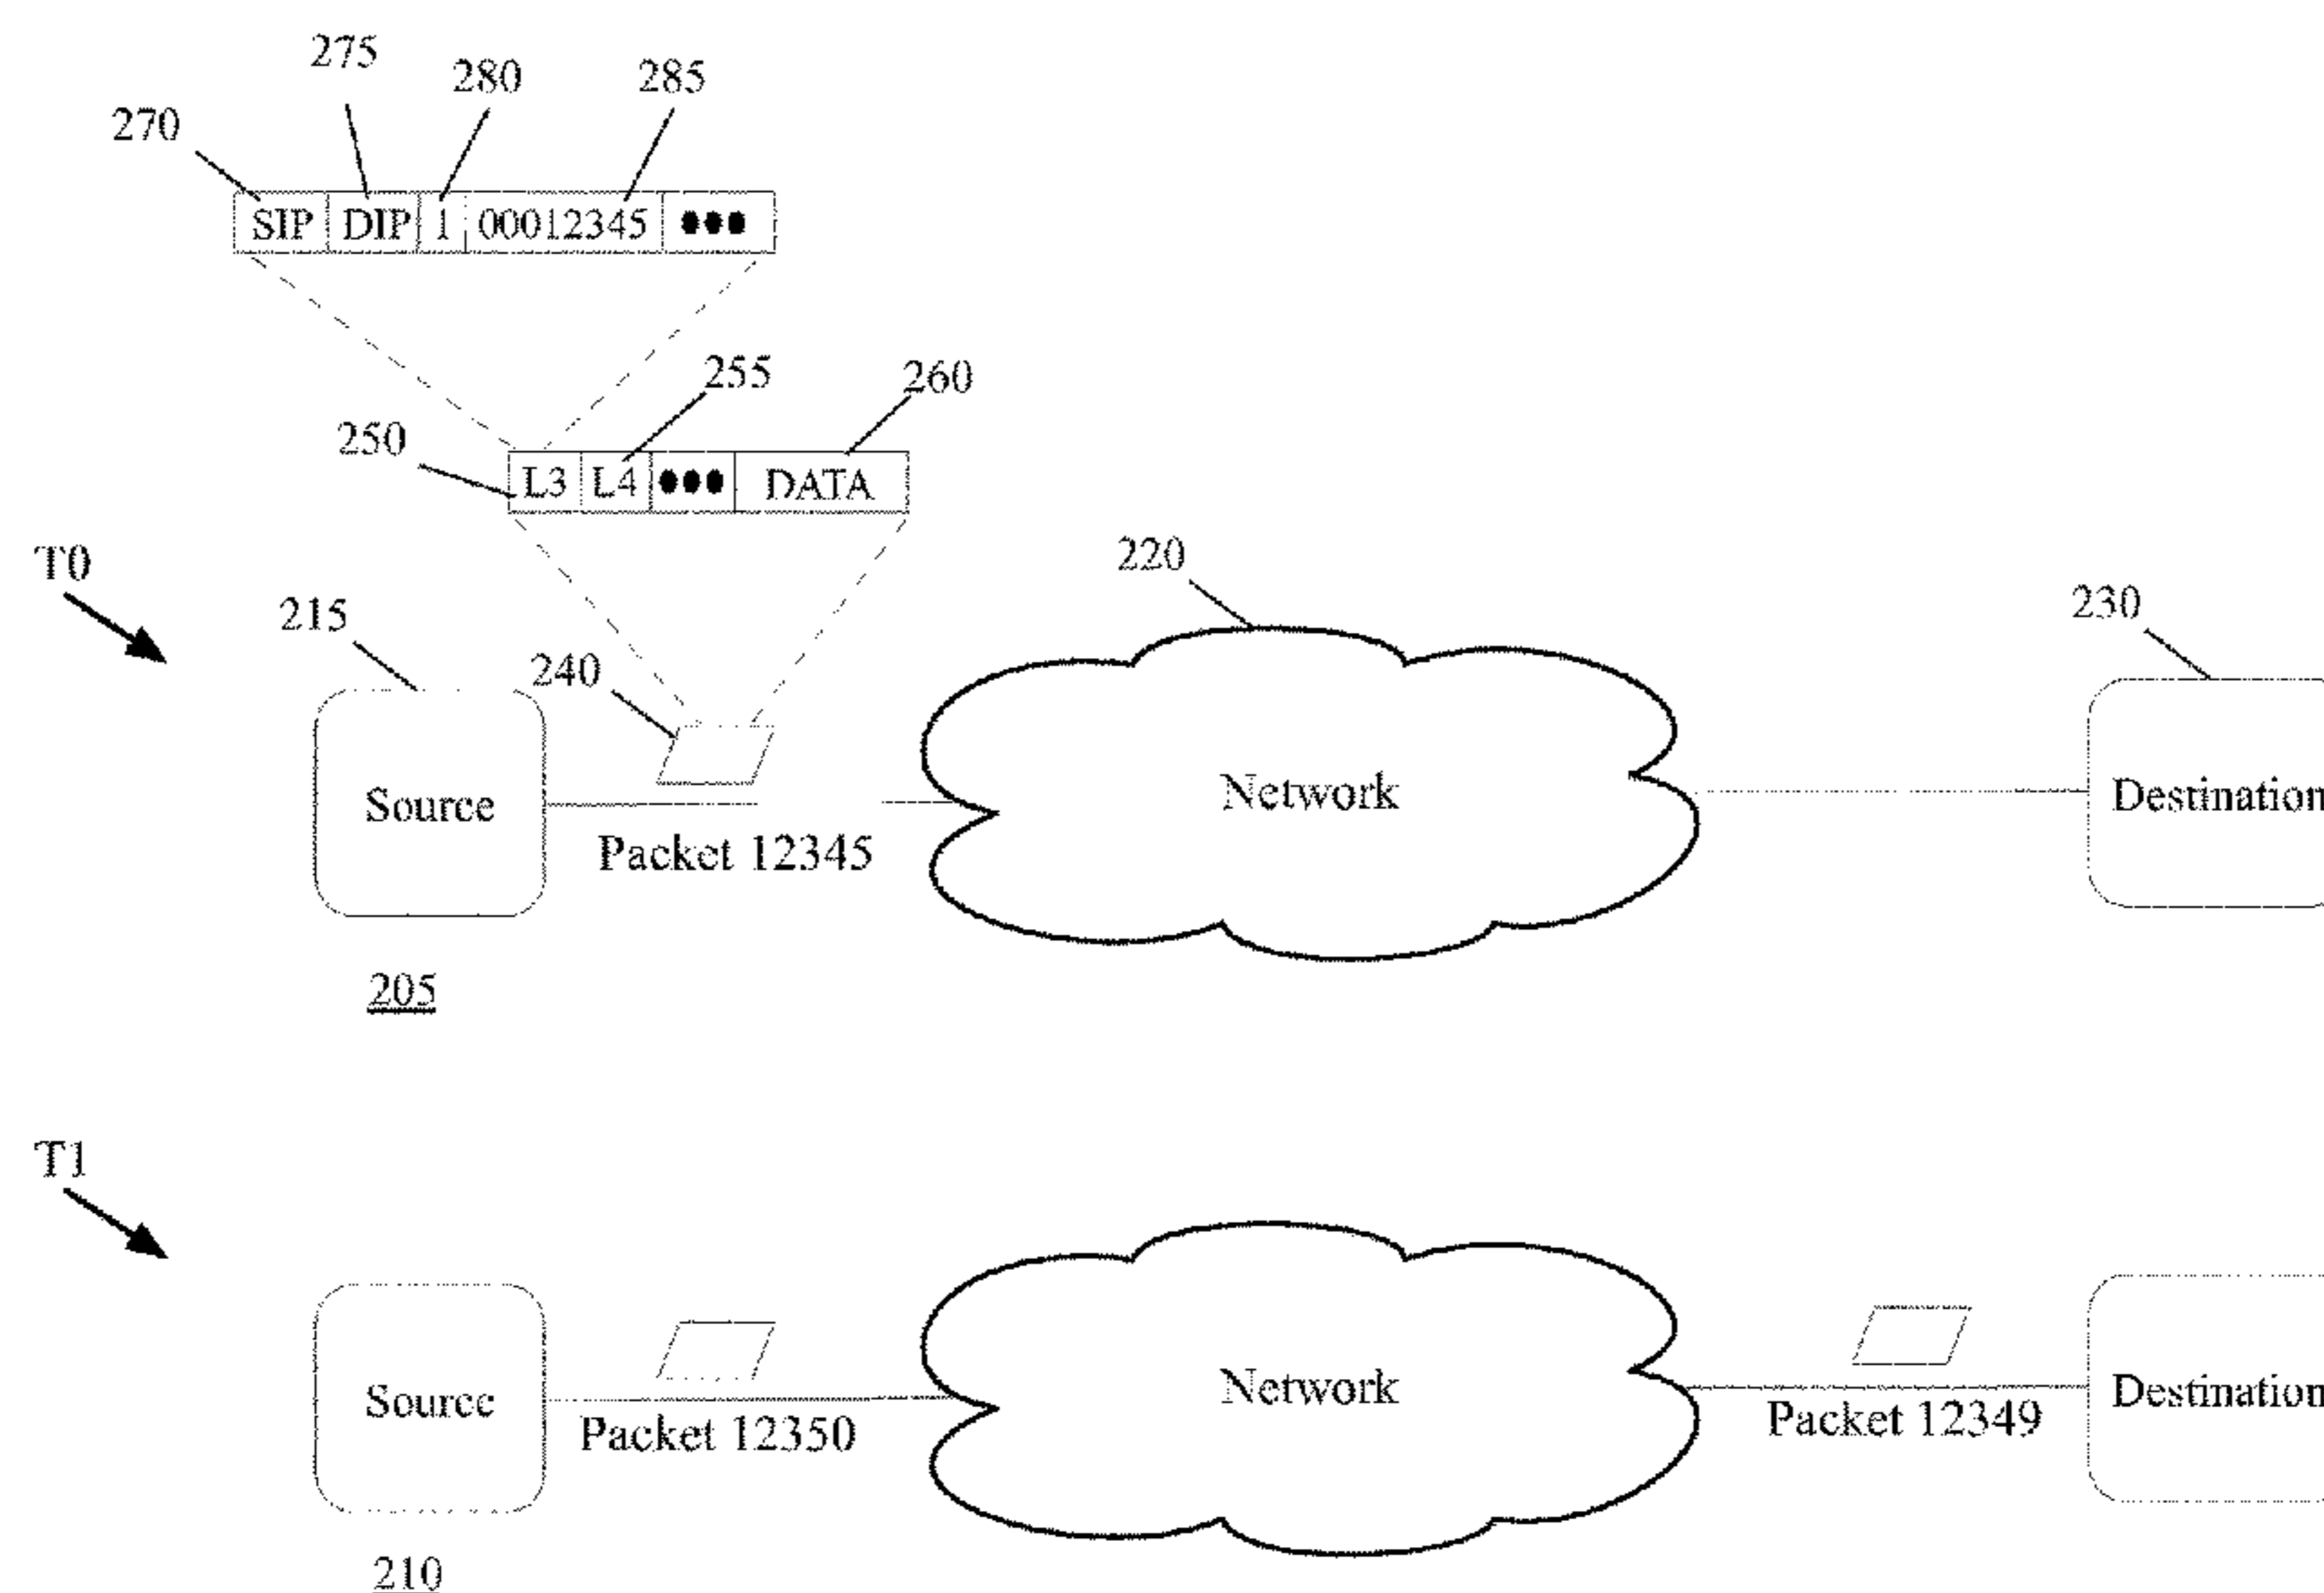 275
280
285
270
SIP DIP 1 00012345 •••
255
260
250
L3 L4 ••• DATA
T0
220
230
215
240
Source
Network
Destination
Packet 12345
205
T1
Source
Network
Destination
Packet 12350
Packet 12349
210